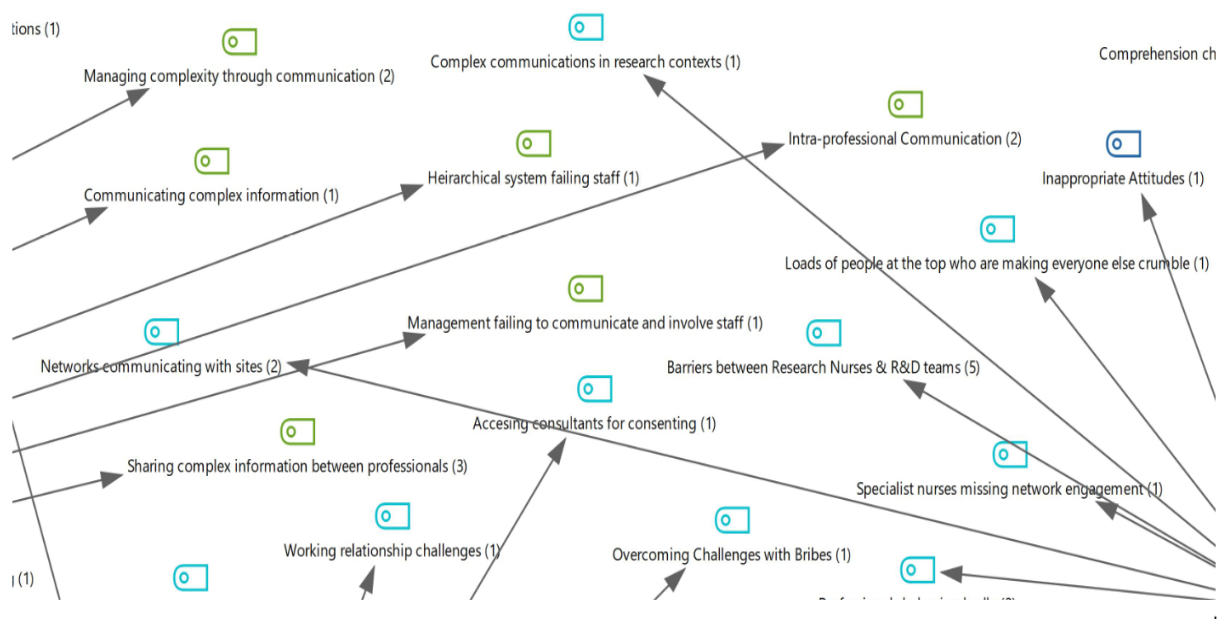 (1)
Managing complexity through communication (2)
Complex communications in research contexts (1)
Comprehension
Intra-professional Communication (2)
Communicating complex information (1)
Heirarchical system failing staff (1)
Inappropriate Attitudes (1)
Loads of people at the top who are making everyone else crumble (1)
Management failing to communicate and involve staff (1)
Networks communicating with sites (2)
Barriers between Research Nurses & R&D teams (5)
Accesing consultants for consenting (1)
Sharing complex information between professionals (3)
Specialist nurses missing network engagement (1)
Working relationship challenges (1)
Overcoming Challenges with Bribes (1)
(1)